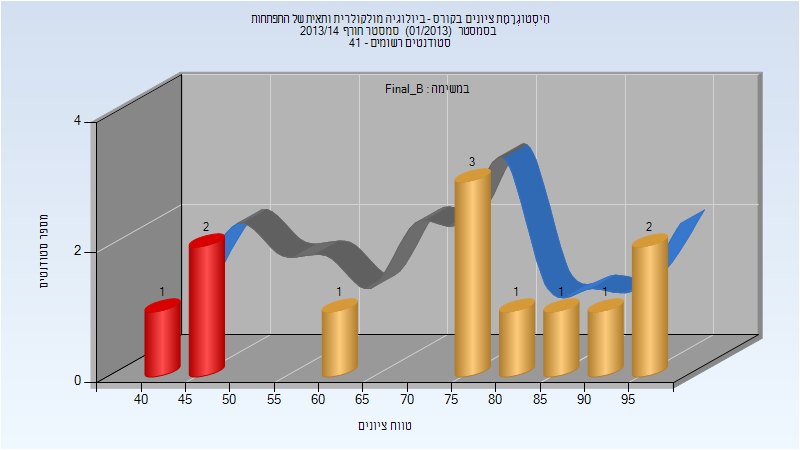 היסטוגרמת ציונים בקורס - ביולוגיה מולקולרית ותאית של התפתחות
בסמסטר (01/2013) סמסטר חורף 2013/14
סטודנטים רשומים - 41
במשימה : Final_B
מספר סטודנטים
4
2
0
1
2
1
3
1
1
1
2
40 45 50 55 60 65 70 75 80 85 90 95
טווח ציונים